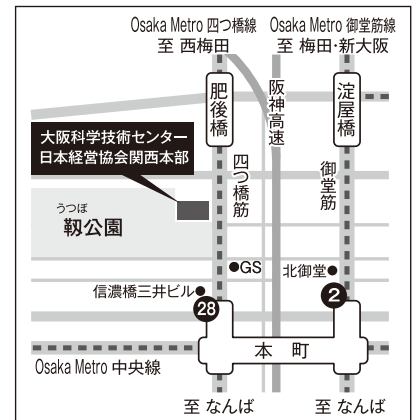 Osaka Metro 四つ橋線
至 西梅田
Osaka Metro 御堂筋線
至 梅田・新大阪
肥後橋
阪神高速
淀屋橋
大阪科学技術センター
日本経営協会関西本部
四つ橋筋
御堂筋
うつぼ
靱公園
GS
北御堂
信濃橋三井ビル
28
2
本 町
Osaka Metro 中央線
至 なんば
至 なんば